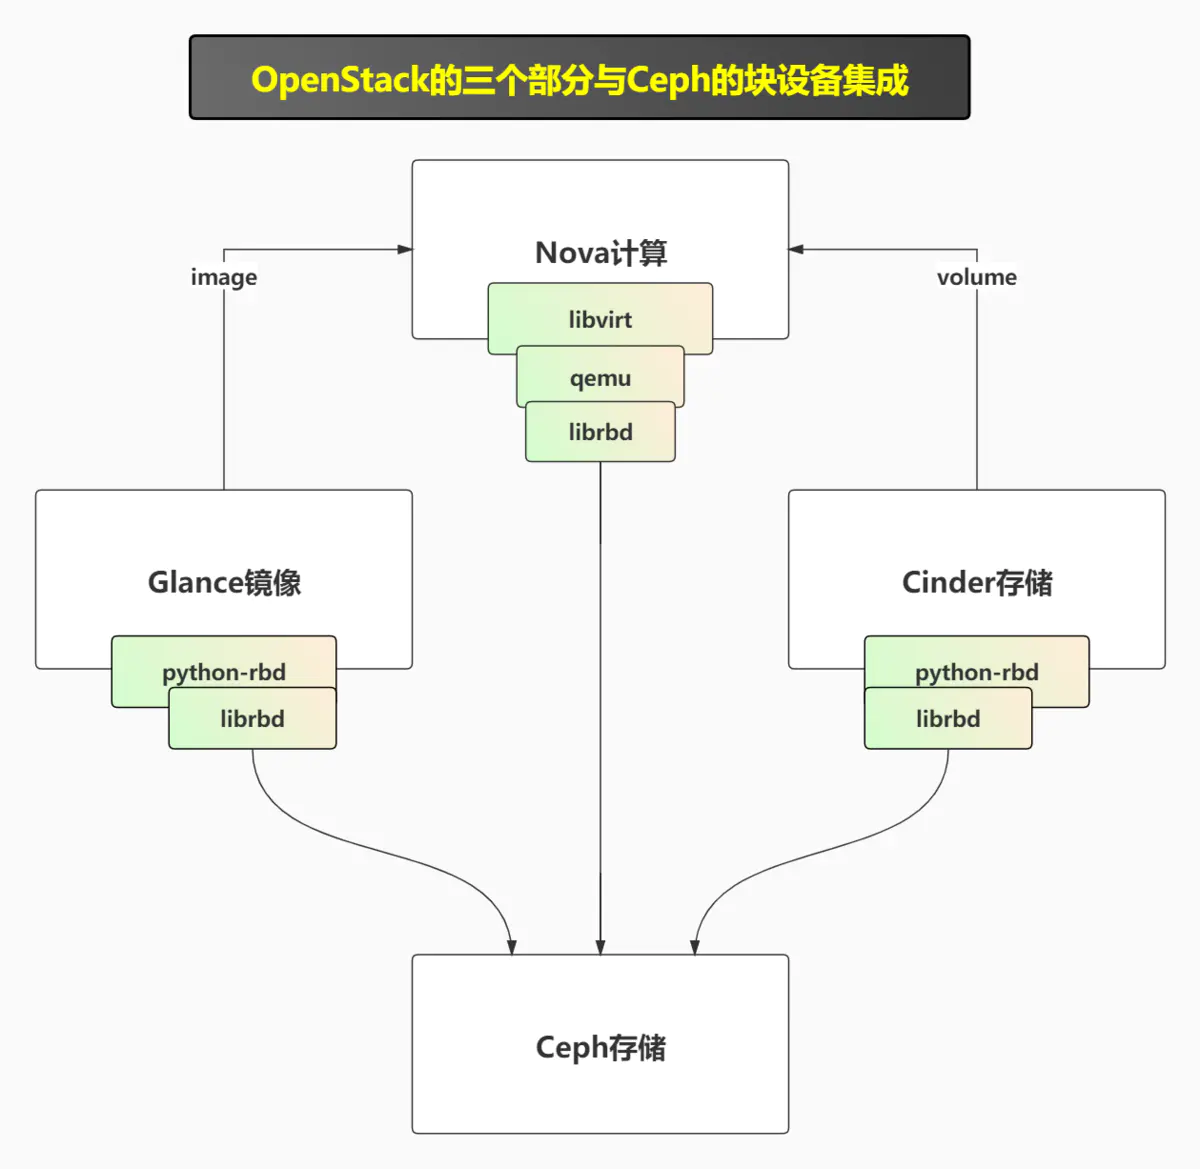 OpenStack的三个部分与Ceph的块设备集成
Nova计算
image
volume
libvirt
qemu
librbd
Glance镜像
Cinder存储
python-rbd
python-rbd
librbd
librbd
Ceph存储